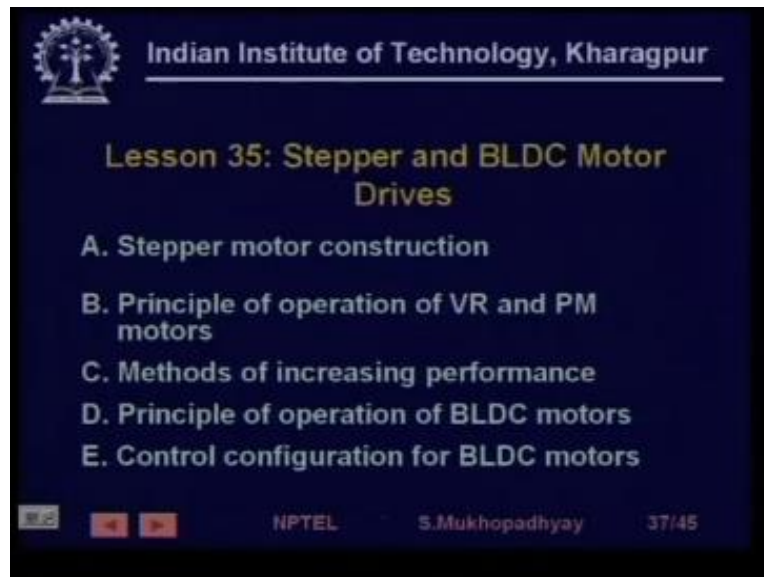 Indian Institute of Technology, Kharagpur
Lesson 35: Stepper and BLDC Motor
Drives
A. Stepper motor construction
B. Principle of operation of VR and PM
motors
C. Methods of increasing performance
D. Principle of operation of BLDC motors
E. Control configuration for BLDC motors
NPTEL S.Mukhopadhyay 37/45